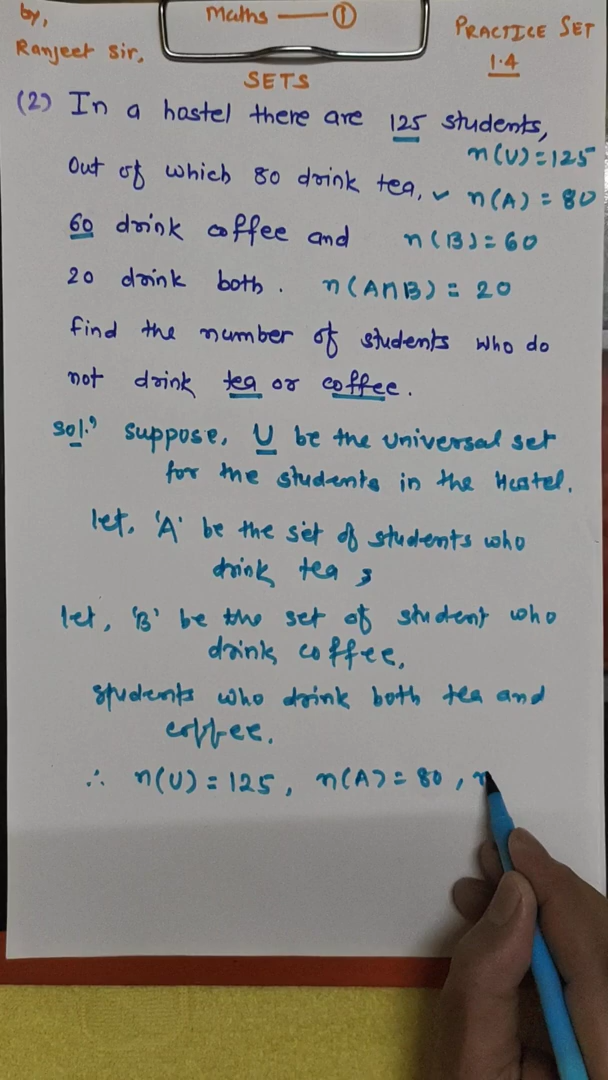 by,
Ranjeet Sir.
Maths — ①
PRACTICE SET
1.4
SETS
(2) In a hostel there are 125 students,
n(U)=125
Out of which 80 drink tea, ✓ n(A) = 80
60 drink coffee and n(B)=60
20 drink both. n(A∩B) = 20
find the number of students who do
not drink tea or coffee.
Sol.ⁿ suppose, U be the universal set
for the students in the Hostel.
let, 'A' be the set of students who
drink tea ;
let, 'B' be the set of student who
drink coffee,
students who drink both tea and
coffee.
∴ n(U) = 125, n(A) = 80, n